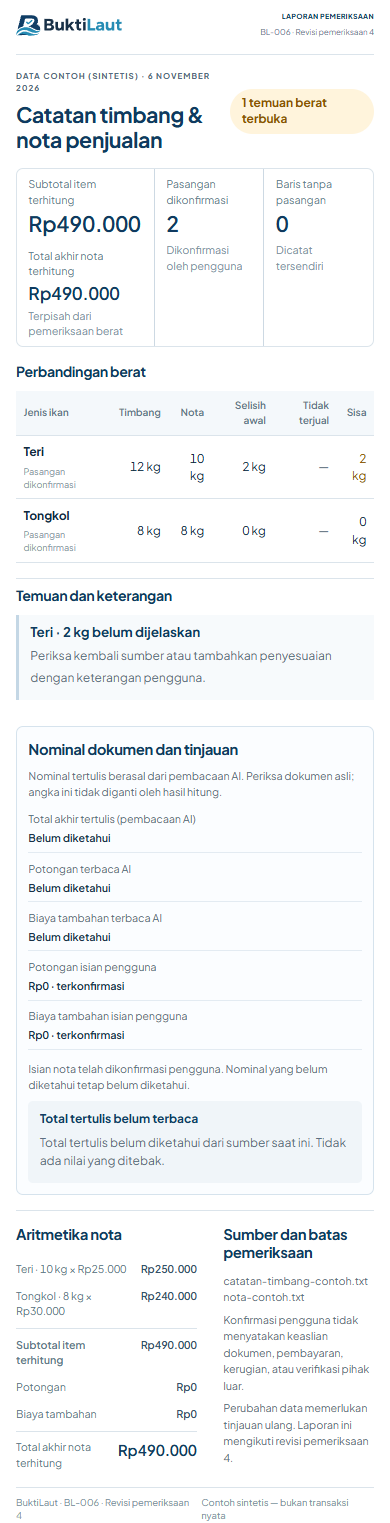 BuktiLaut
LAPORAN PEMERIKSAAN
BL-006 · Revisi pemeriksaan 4
DATA CONTOH (SINTETIS) · 6 NOVEMBER
2026
Catatan timbang &
nota penjualan
1 temuan berat
terbuka
Subtotal item
terhitung
Rp490.000
Total akhir nota
terhitung
Rp490.000
Terpisah dari
pemeriksaan berat
Pasangan
dikonfirmasi
2
Dikonfirmasi
oleh pengguna
Baris tanpa
pasangan
0
Dicatat
tersendiri
Perbandingan berat
Jenis ikan
Timbang
Nota
Selisih
awal
Tidak
terjual
Sisa
Teri
Pasangan
dikonfirmasi
12 kg
10
kg
2 kg
—
2
kg
Tongkol
Pasangan
dikonfirmasi
8 kg
8 kg
0 kg
—
0
kg
Temuan dan keterangan
Teri · 2 kg belum dijelaskan
Periksa kembali sumber atau tambahkan penyesuaian
dengan keterangan pengguna.
Nominal dokumen dan tinjauan
Nominal tertulis berasal dari pembacaan AI. Periksa dokumen asli;
angka ini tidak diganti oleh hasil hitung.
Total akhir tertulis (pembacaan AI)
Belum diketahui
Potongan terbaca AI
Belum diketahui
Biaya tambahan terbaca AI
Belum diketahui
Potongan isian pengguna
Rp0 · terkonfirmasi
Biaya tambahan isian pengguna
Rp0 · terkonfirmasi
Isian nota telah dikonfirmasi pengguna. Nominal yang belum
diketahui tetap belum diketahui.
Total tertulis belum terbaca
Total tertulis belum diketahui dari sumber saat ini. Tidak
ada nilai yang ditebak.
Aritmetika nota
Teri · 10 kg × Rp25.000
Rp250.000
Tongkol · 8 kg ×
Rp30.000
Rp240.000
Subtotal item
terhitung
Rp490.000
Potongan
Rp0
Biaya tambahan
Rp0
Total akhir nota
terhitung
Rp490.000
Sumber dan batas
pemeriksaan
catatan-timbang-contoh.txt
nota-contoh.txt
Konfirmasi pengguna tidak
menyatakan keaslian
dokumen, pembayaran,
kerugian, atau verifikasi pihak
luar.
Perubahan data memerlukan
tinjauan ulang. Laporan ini
mengikuti revisi pemeriksaan
4.
BuktiLaut · BL-006 · Revisi pemeriksaan
4
Contoh sintetis — bukan transaksi
nyata